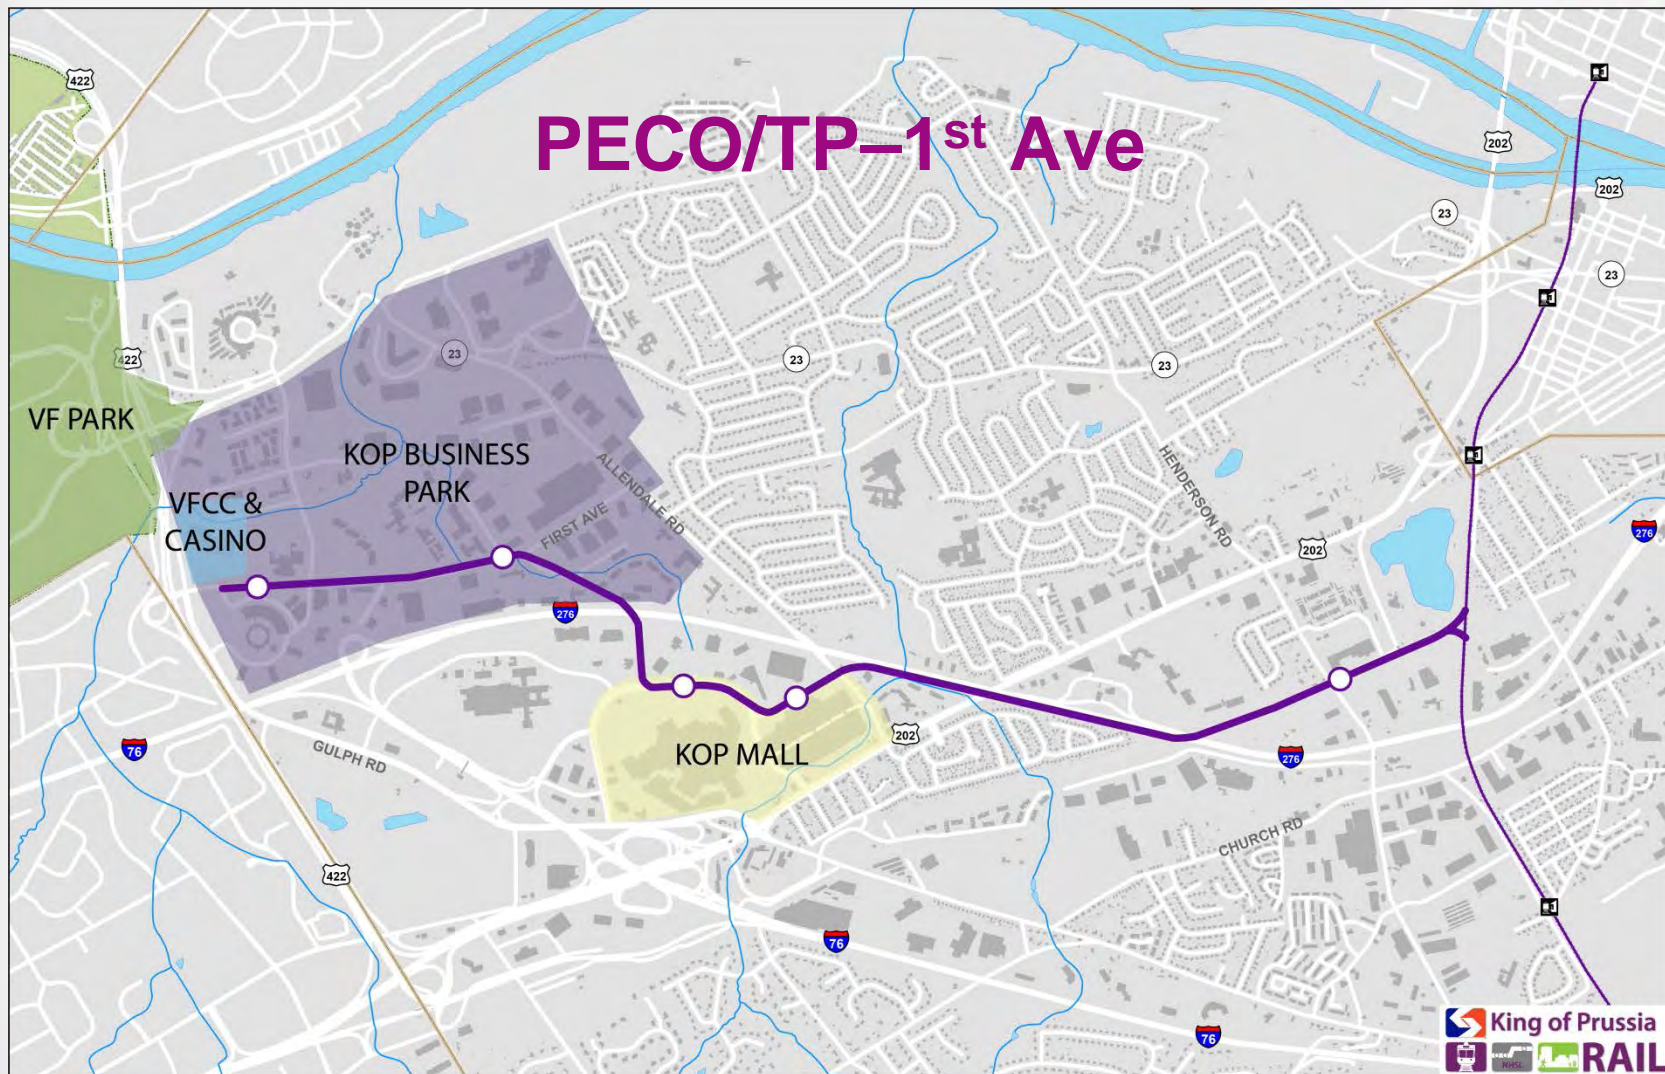 PECO/TP–1st Ave
422
202
202
23
23
422
23
23
23
VF PARK
KOP BUSINESS
PARK
ALLENDALE RD
HENDERSON RD
VFCC &
CASINO
FIRST AVE
276
202
276
202
KOP MALL
GULPH RD
76
276
CHURCH RD
422
76
76
King of Prussia
NHSL
RAIL